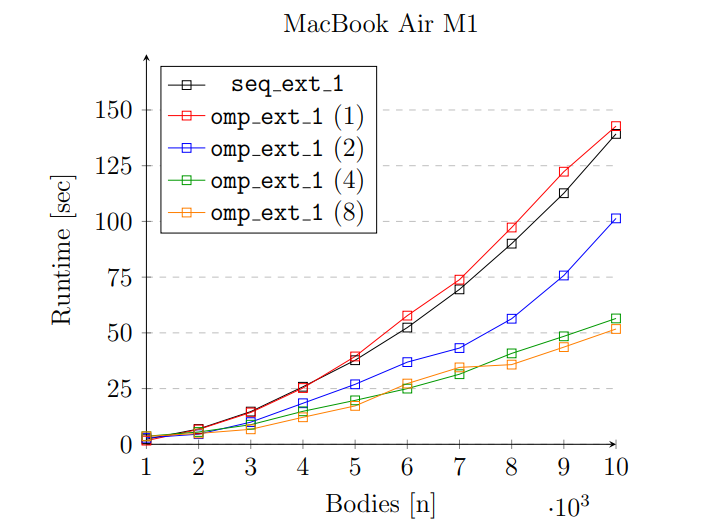 MacBook Air M1
seq_ext_1
omp_ext_1 (1)
omp_ext_1 (2)
omp_ext_1 (4)
omp_ext_1 (8)
Runtime [sec]
150
125
100
75
50
25
0
1 2 3 4 5 6 7 8 9 10
Bodies [n]
·10³